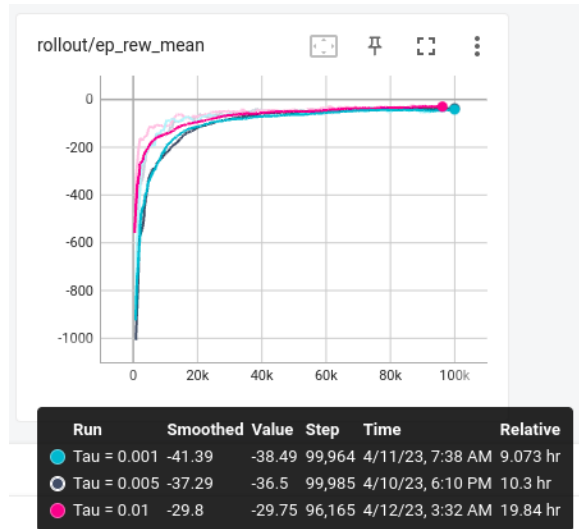 rollout/ep_rew_mean
0
-200
-400
-600
-800
-1000
0 20k 40k 60k 80k 100k
Run Smoothed Value Step Time Relative
Tau = 0.001 -41.39 -38.49 99,964 4/11/23, 7:38 AM 9.073 hr
Tau = 0.005 -37.29 -36.5 99,985 4/10/23, 6:10 PM 10.3 hr
Tau = 0.01 -29.8 -29.75 96,165 4/12/23, 3:32 AM 19.84 hr